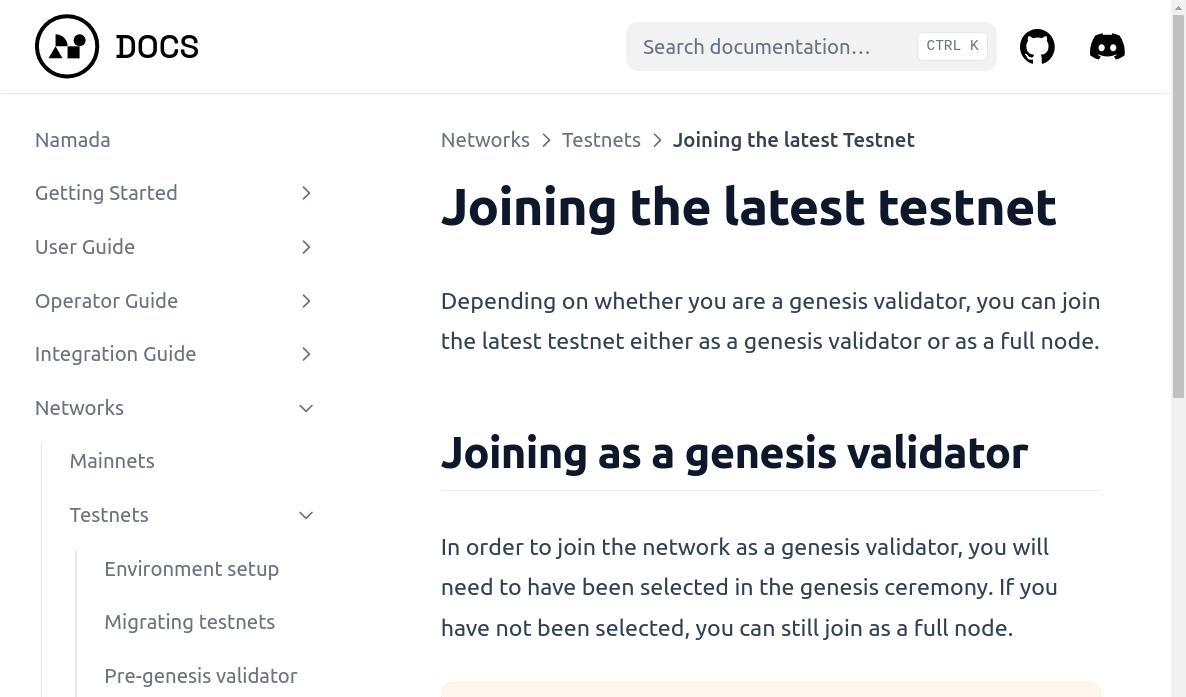 DOCS
Search documentation…
CTRL K
Namada
Getting Started
User Guide
Operator Guide
Integration Guide
Networks
Mainnets
Testnets
Environment setup
Migrating testnets
Pre-genesis validator
Networks
Testnets
Joining the latest Testnet
Joining the latest testnet
Depending on whether you are a genesis validator, you can join
the latest testnet either as a genesis validator or as a full node.
Joining as a genesis validator
In order to join the network as a genesis validator, you will
need to have been selected in the genesis ceremony. If you
have not been selected, you can still join as a full node.